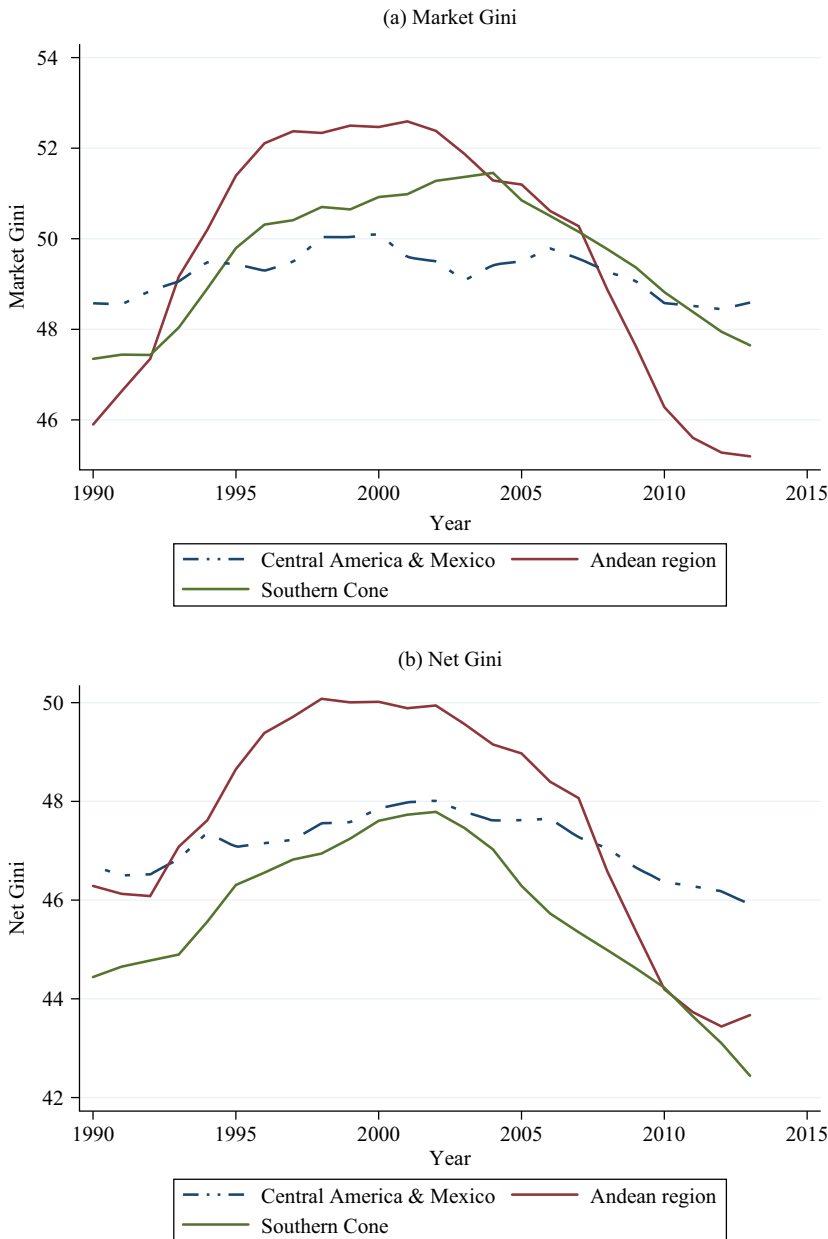 (a) Market Gini
54
52
50
48
46
Market Gini
1990 1995 2000 2005 2010 2015
Year
Central America & Mexico Andean region
Southern Cone
(b) Net Gini
50
48
46
44
42
Net Gini
1990 1995 2000 2005 2010 2015
Year
Central America & Mexico Andean region
Southern Cone